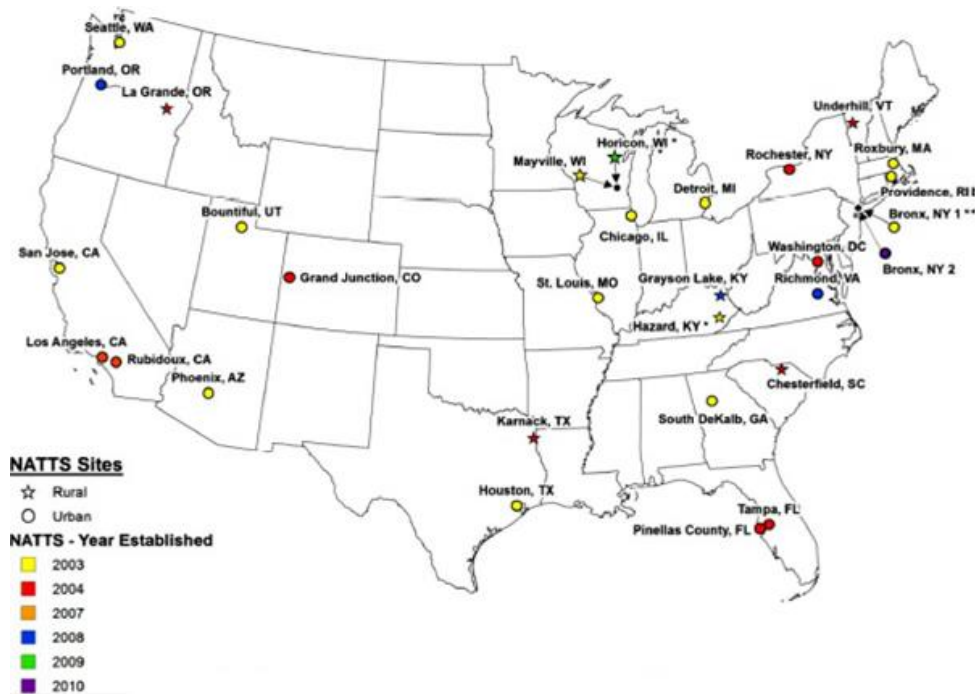 Seattle, WA
Portland, OR
La Grande, OR
Underhill, VT
Horicon, WI *
Roxbury, MA
Mayville, WI
Rochester, NY
Detroit, MI
Providence, RI
Bountiful, UT
Chicago, IL
Bronx, NY 1 **
San Jose, CA
Washington, DC
Grand Junction, CO
St. Louis, MO
Grayson Lake, KY
Richmond, VA
Bronx, NY 2
Hazard, KY *
Los Angeles, CA
Rubidoux, CA
Phoenix, AZ
Chesterfield, SC
Karnack, TX
South DeKalb, GA
NATTS Sites
Rural
Urban
Houston, TX
Tampa, FL
Pinellas County, FL
NATTS - Year Established
2003
2004
2007
2008
2009
2010